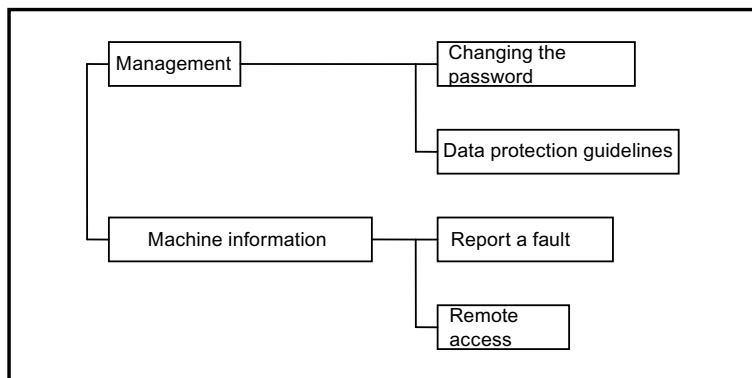 Management
Changing the
password
Data protection guidelines
Machine information
Report a fault
Remote
access